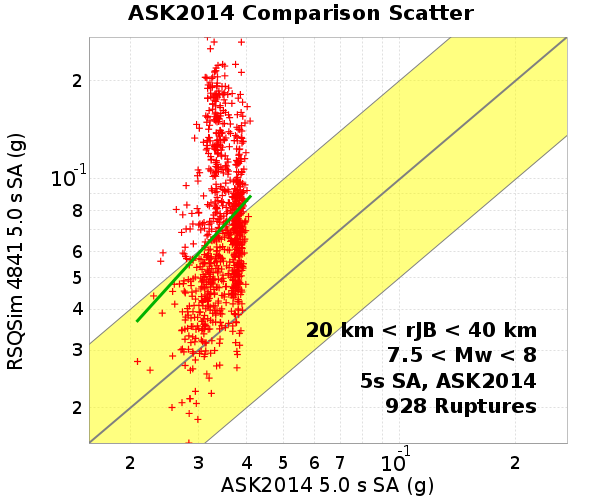 ASK2014 Comparison Scatter
RSQSim 4841 5.0 s SA (g)
2
10-1
8
6
5
4
3
2
20 km < rJB < 40 km
7.5 < Mw < 8
5s SA, ASK2014
928 Ruptures
2 3 4 5 6 7 10-1 2
ASK2014 5.0 s SA (g)